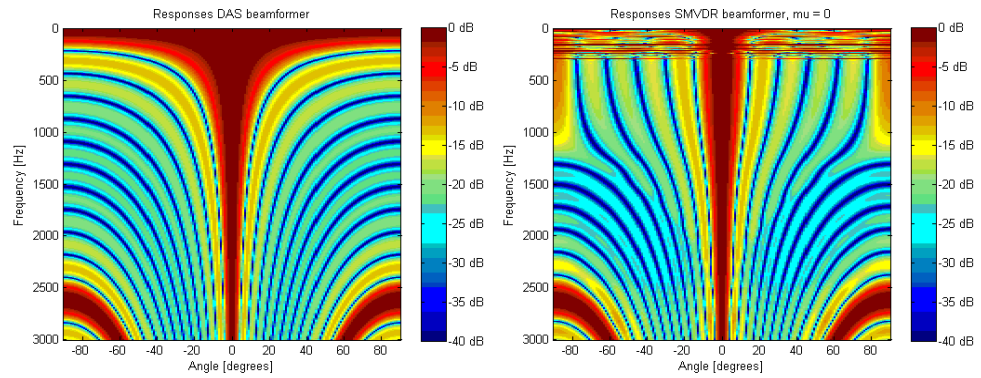 Responses DAS beamformer
0
500
1000
1500
2000
2500
3000
Frequency [Hz]
-80 -60 -40 -20 0 20 40 60 80
Angle [degrees]
0 dB
-5 dB
-10 dB
-15 dB
-20 dB
-25 dB
-30 dB
-35 dB
-40 dB
Responses SMVDR beamformer, mu = 0
0
500
1000
1500
2000
2500
3000
Frequency [Hz]
-80 -60 -40 -20 0 20 40 60 80
Angle [degrees]
0 dB
-5 dB
-10 dB
-15 dB
-20 dB
-25 dB
-30 dB
-35 dB
-40 dB